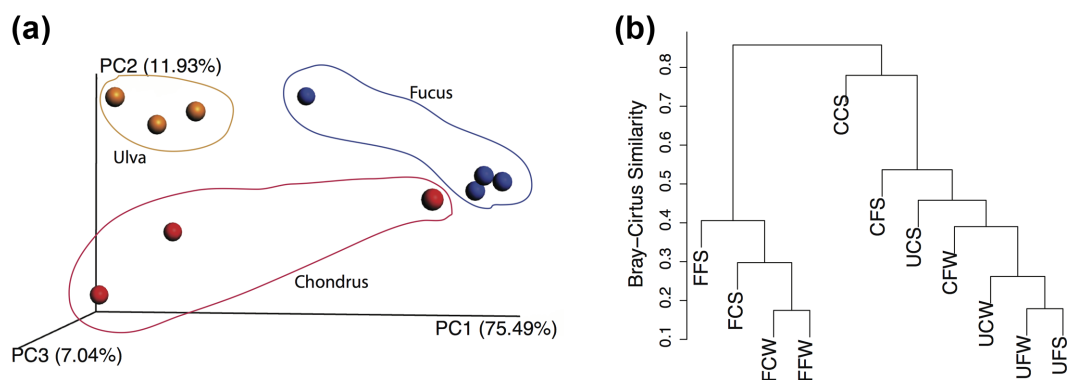 (a)
PC2 (11.93%)
Fucus
Ulva
Chondrus
PC1 (75.49%)
PC3 (7.04%)
(b)
Bray–Cirtus Similarity
0.8
0.7
0.6
0.5
0.4
0.3
0.2
0.1
FFS
FCS
FCW
FFW
CCS
CFS
UCS
CFW
UCW
UFW
UFS